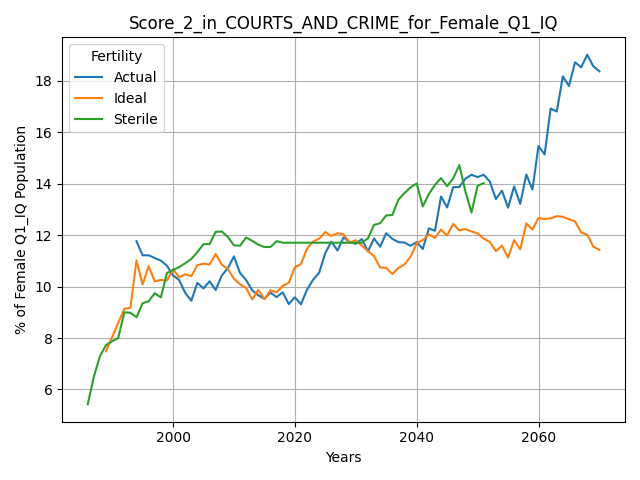 Score_2_in_COURTS_AND_CRIME_for_Female_Q1_IQ
Fertility
Actual
Ideal
Sterile
% of Female Q1_IQ Population
18
16
14
12
10
8
6
2000
2020
2040
2060
Years